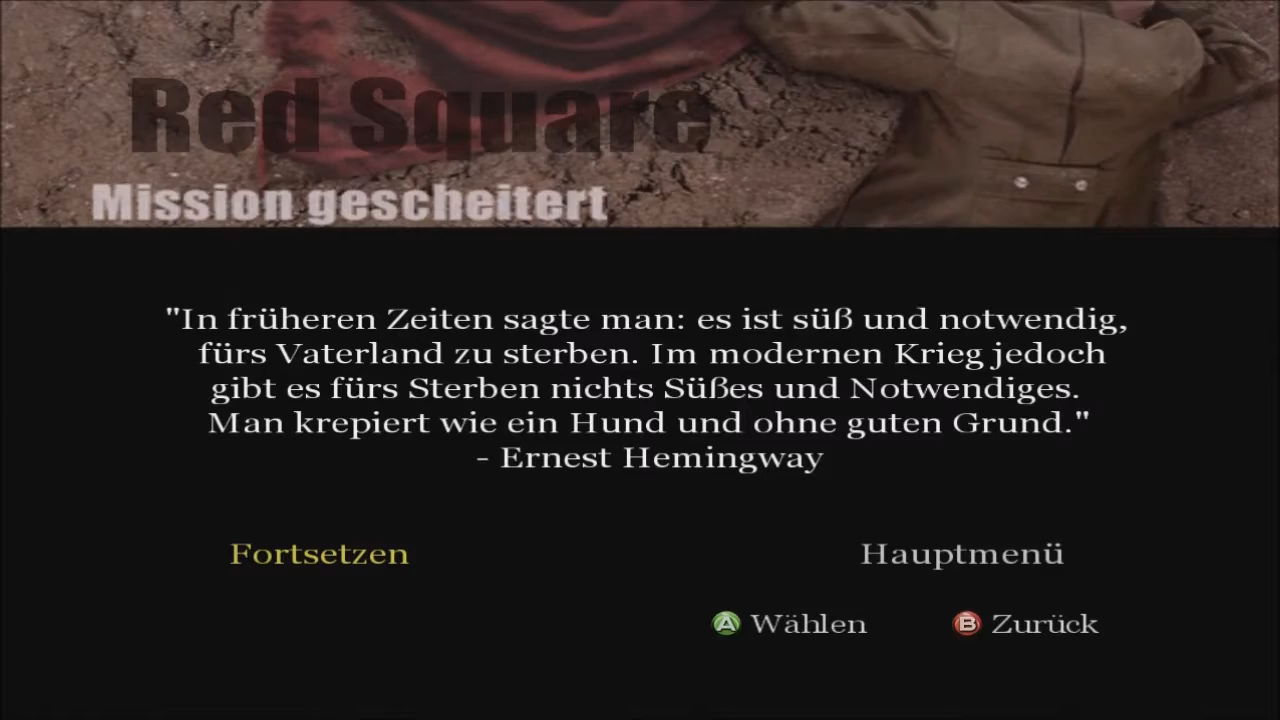 Red Square
Mission gescheitert
"In früheren Zeiten sagte man: es ist süß und notwendig,
fürs Vaterland zu sterben. Im modernen Krieg jedoch
gibt es fürs Sterben nichts Süßes und Notwendiges.
Man krepiert wie ein Hund und ohne guten Grund."
- Ernest Hemingway
Fortsetzen Hauptmenü
A Wählen B Zurück